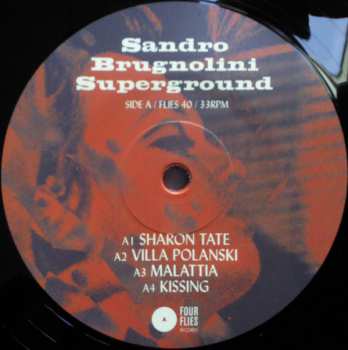 Sandro
Brugnolini
Superground
SIDE A / FLIES 40 / 33RPM
A1 SHARON TATE
A2 VILLA POLANSKI
A3 MALATTIA
A4 KISSING
A
FOUR
FLIES
RECORDS